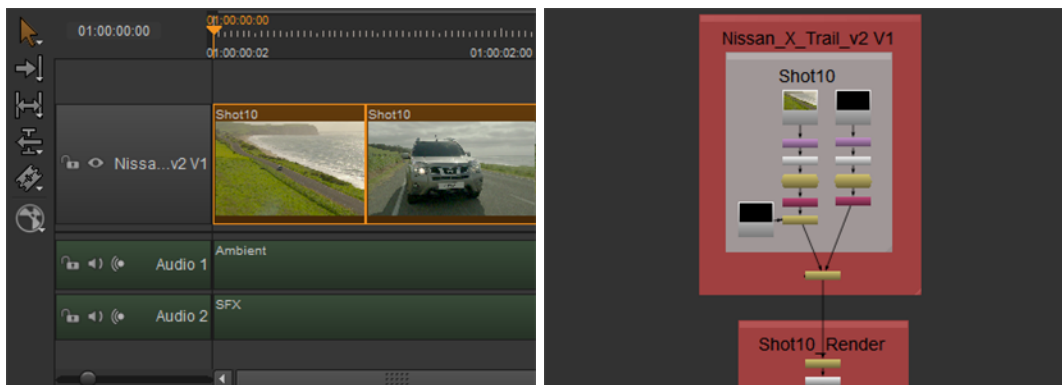 01:00:00:00
01:00:00:00
01:00:00:02
01:00:02:00
Shot10
Shot10
Nissa...v2 V1
Audio 1
Ambient
Audio 2
SFX
Nissan_X_Trail_v2 V1
Shot10
Shot10_Render